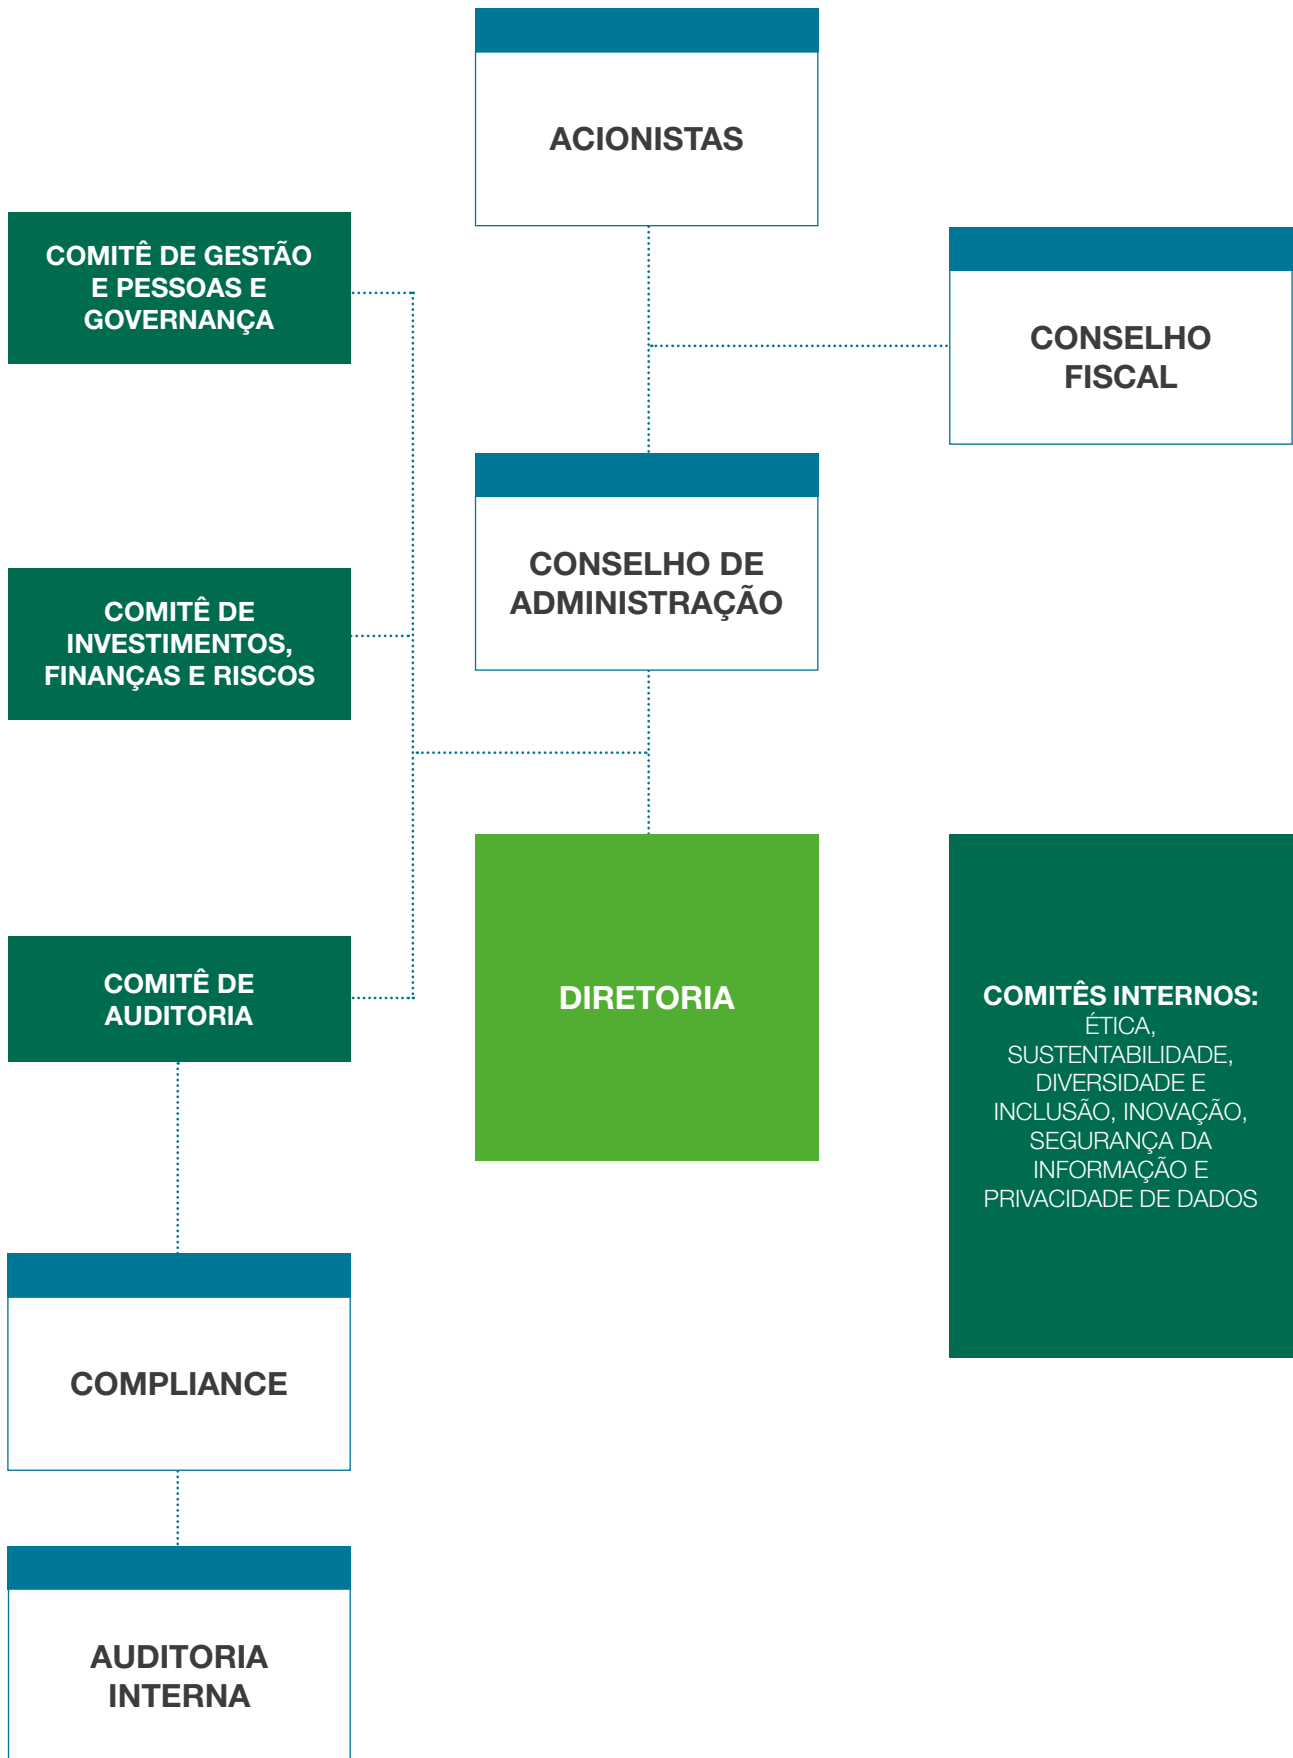 ACIONISTAS
COMITÊ DE GESTÃO
E PESSOAS E
GOVERNANÇA
CONSELHO
FISCAL
CONSELHO DE
ADMINISTRAÇÃO
COMITÊ DE
INVESTIMENTOS,
FINANÇAS E RISCOS
COMITÊ DE
AUDITORIA
DIRETORIA
COMITÊS INTERNOS:
ÉTICA,
SUSTENTABILIDADE,
DIVERSIDADE E
INCLUSÃO, INOVAÇÃO,
SEGURANÇA DA
INFORMAÇÃO E
PRIVACIDADE DE DADOS
COMPLIANCE
AUDITORIA
INTERNA